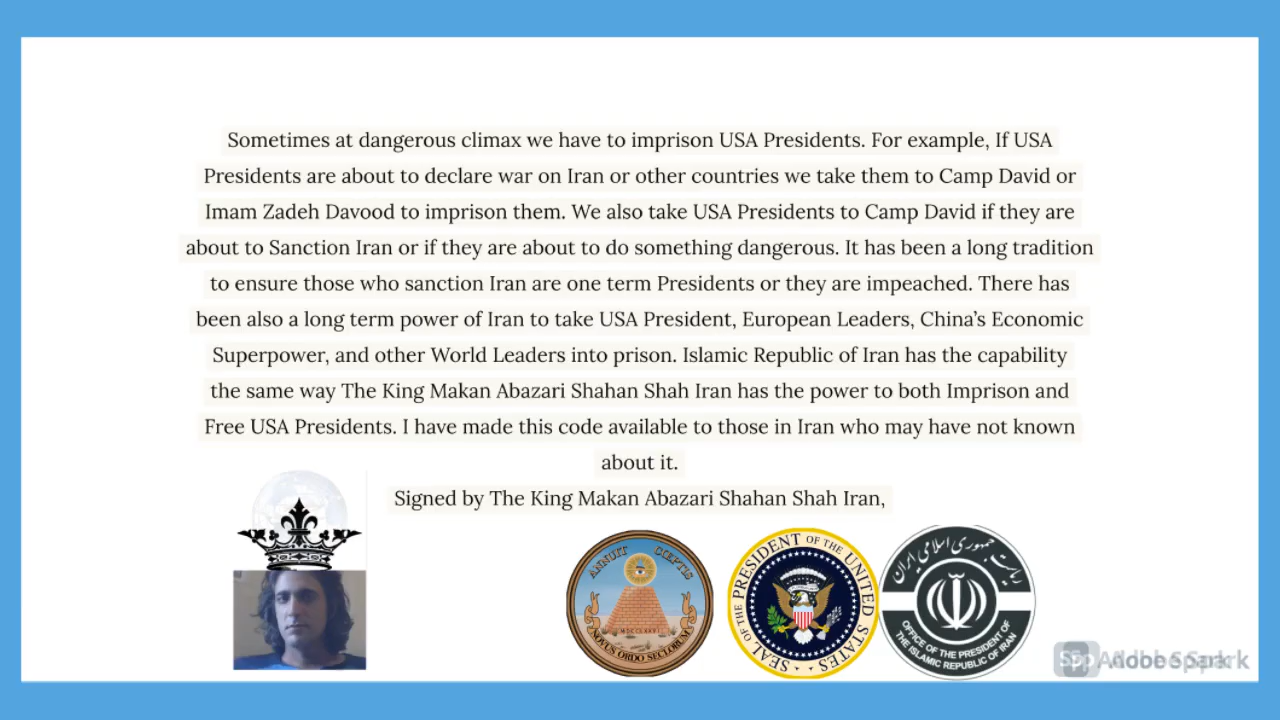 Sometimes at dangerous climax we have to imprison USA Presidents. For example, If USA
Presidents are about to declare war on Iran or other countries we take them to Camp David or
Imam Zadeh Davood to imprison them. We also take USA Presidents to Camp David if they are
about to Sanction Iran or if they are about to do something dangerous. It has been a long tradition
to ensure those who sanction Iran are one term Presidents or they are impeached. There has
been also a long term power of Iran to take USA President, European Leaders, China’s Economic
Superpower, and other World Leaders into prison. Islamic Republic of Iran has the capability
the same way The King Makan Abazari Shahan Shah Iran has the power to both Imprison and
Free USA Presidents. I have made this code available to those in Iran who may have not known
about it.
Signed by The King Makan Abazari Shahan Shah Iran,
ANNUIT CŒPTIS
MDCCLXXVI
NOVUS ORDO SECLORUM
SEAL OF THE PRESIDENT OF THE UNITED STATES
ریاست جمهوری اسلامی ایران
OFFICE OF THE PRESIDENT OF
THE ISLAMIC REPUBLIC OF IRAN
Sp Adobe Spark